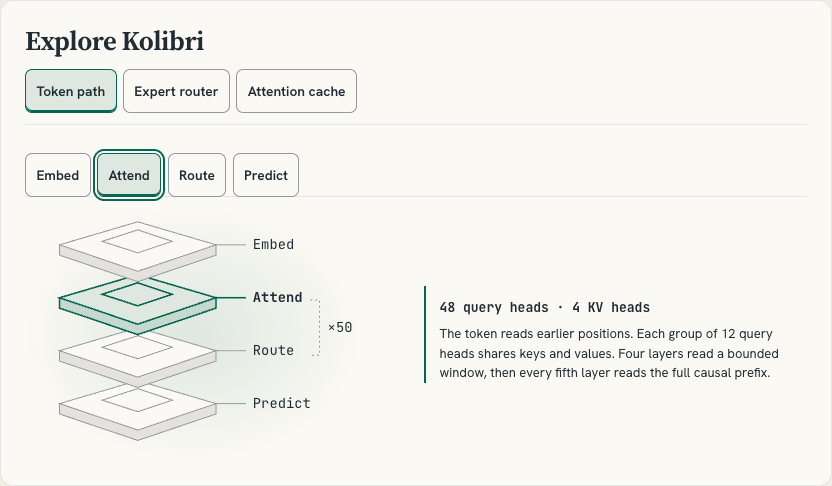 Explore Kolibri
Token path
Expert router
Attention cache
Embed
Attend
Route
Predict
Embed
Attend
×50
Route
Predict
48 query heads · 4 KV heads
The token reads earlier positions. Each group of 12 query
heads shares keys and values. Four layers read a bounded
window, then every fifth layer reads the full causal prefix.